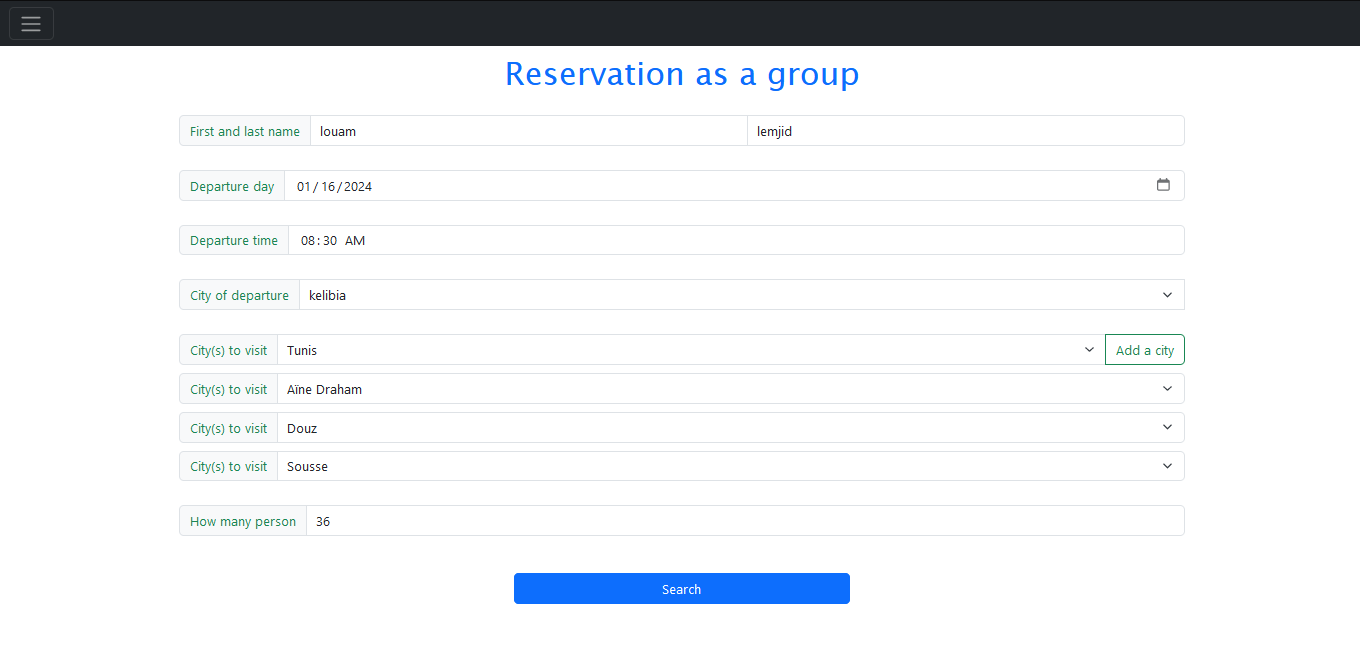 Reservation as a group
First and last name louam lemjid
Departure day 01/16/2024
Departure time 08:30 AM
City of departure kelibia
City(s) to visit Tunis Add a city
City(s) to visit Aïne Draham
City(s) to visit Douz
City(s) to visit Sousse
How many person 36
Search